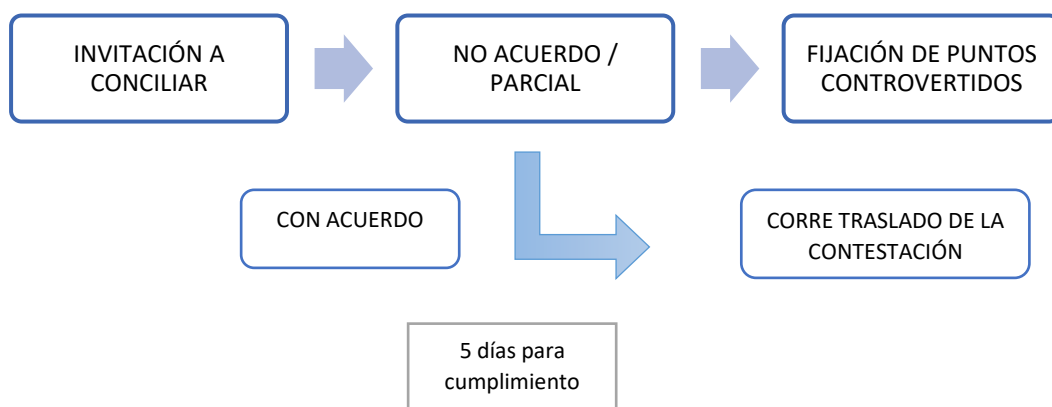 INVITACIÓN A
CONCILIAR
NO ACUERDO /
PARCIAL
FIJACIÓN DE PUNTOS
CONTROVERTIDOS
CON ACUERDO
CORRE TRASLADO DE LA
CONTESTACIÓN
5 días para
cumplimiento